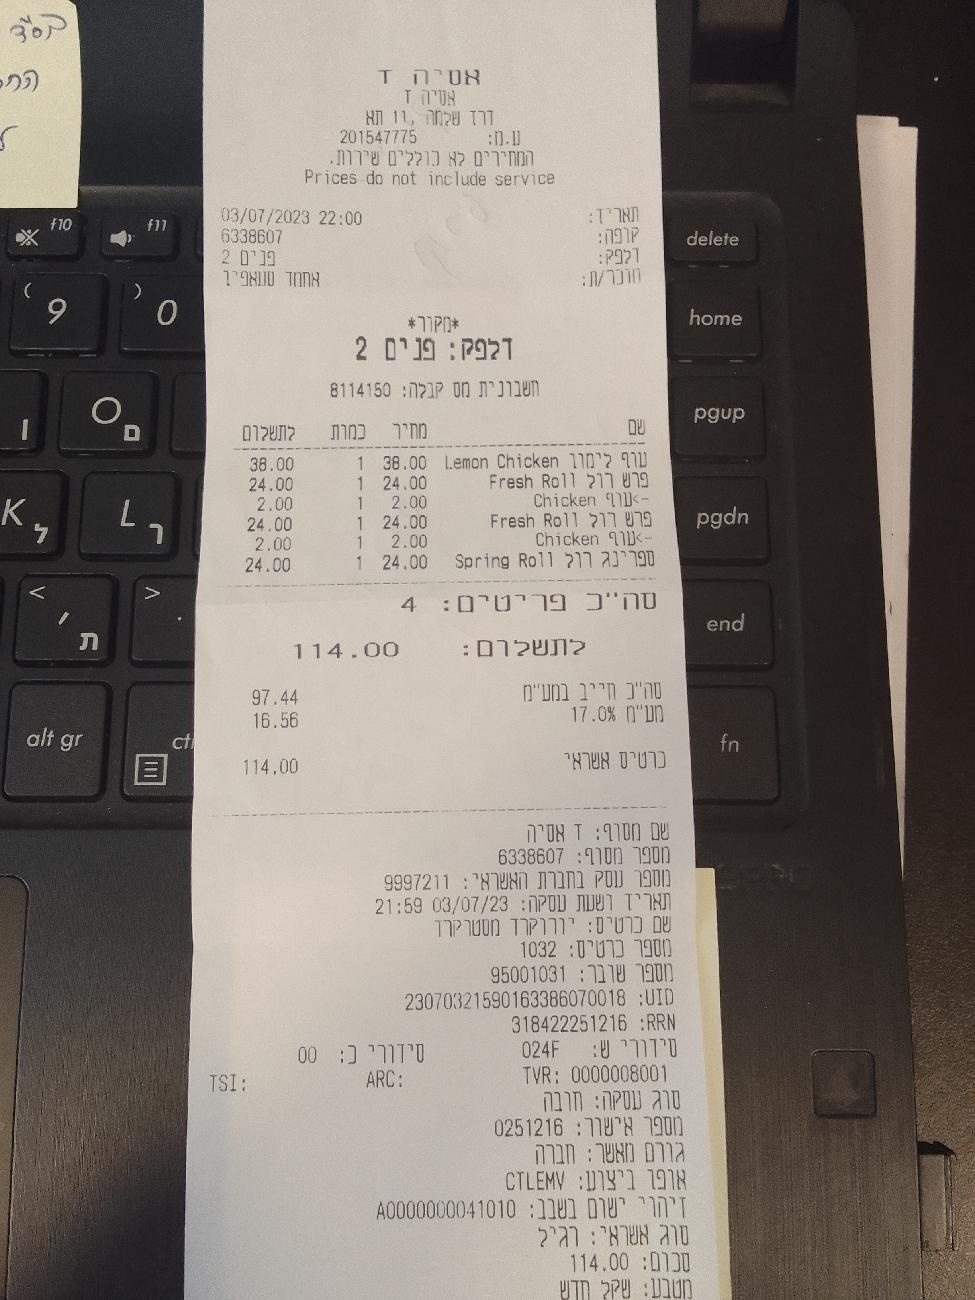 בס"ד
אסיה T
אסיה T
דרך שלמה 11, תא
ע.מ: 201547775
המחירים לא כוללים שירות.
Prices do not include service
תאריך: 03/07/2023 22:00
קופה: 6338607
דלפק: פנים 2
מוכר/ת: אחמד
*מקור*
דלפק: פנים 2
חשבונית מס קבלה: 8114150
שם מחיר כמות לתשלום
עוף לימון Lemon Chicken 38.00 1 38.00
פרש רול Fresh Roll 24.00 1 24.00
->עוף Chicken 2.00 1 2.00
פרש רול Fresh Roll 24.00 1 24.00
->עוף Chicken 2.00 1 2.00
ספרינג רול Spring Roll 24.00 1 24.00
סה"כ פריטים: 4
לתשלום: 114.00
סה"כ חייב במע"מ 97.44
מע"מ 17.0% 16.56
כרטיס אשראי 114.00
שם מסוף: T אסיה
מספר מסוף: 6338607
מספר עסק בחברת האשראי: 9997211
תאריך ושעת עסקה: 03/07/23 21:59
שם כרטיס: יורוקרד מסטרקרד
מספר כרטיס: 1032
מספר שובר: 95001031
UID: 23070321590163386070018
RRN: 318422251216
סידורי ש: 024F סידורי כ: 00
TVR: 0000008001 ARC: TSI:
סוג עסקה: חובה
מספר אישור: 0251216
גורם מאשר: חברה
אופן ביצוע: CTLEMV
זיהוי ישום בשבב: A0000000041010
סוג אשראי: רגיל
סכום: 114.00
מטבע: שקל חדש
f10
f11
delete
( 9
) 0
home
ו
O ם
pgup
K ל
L ך
pgdn
< , ת
> .
end
alt gr
ctrl
fn